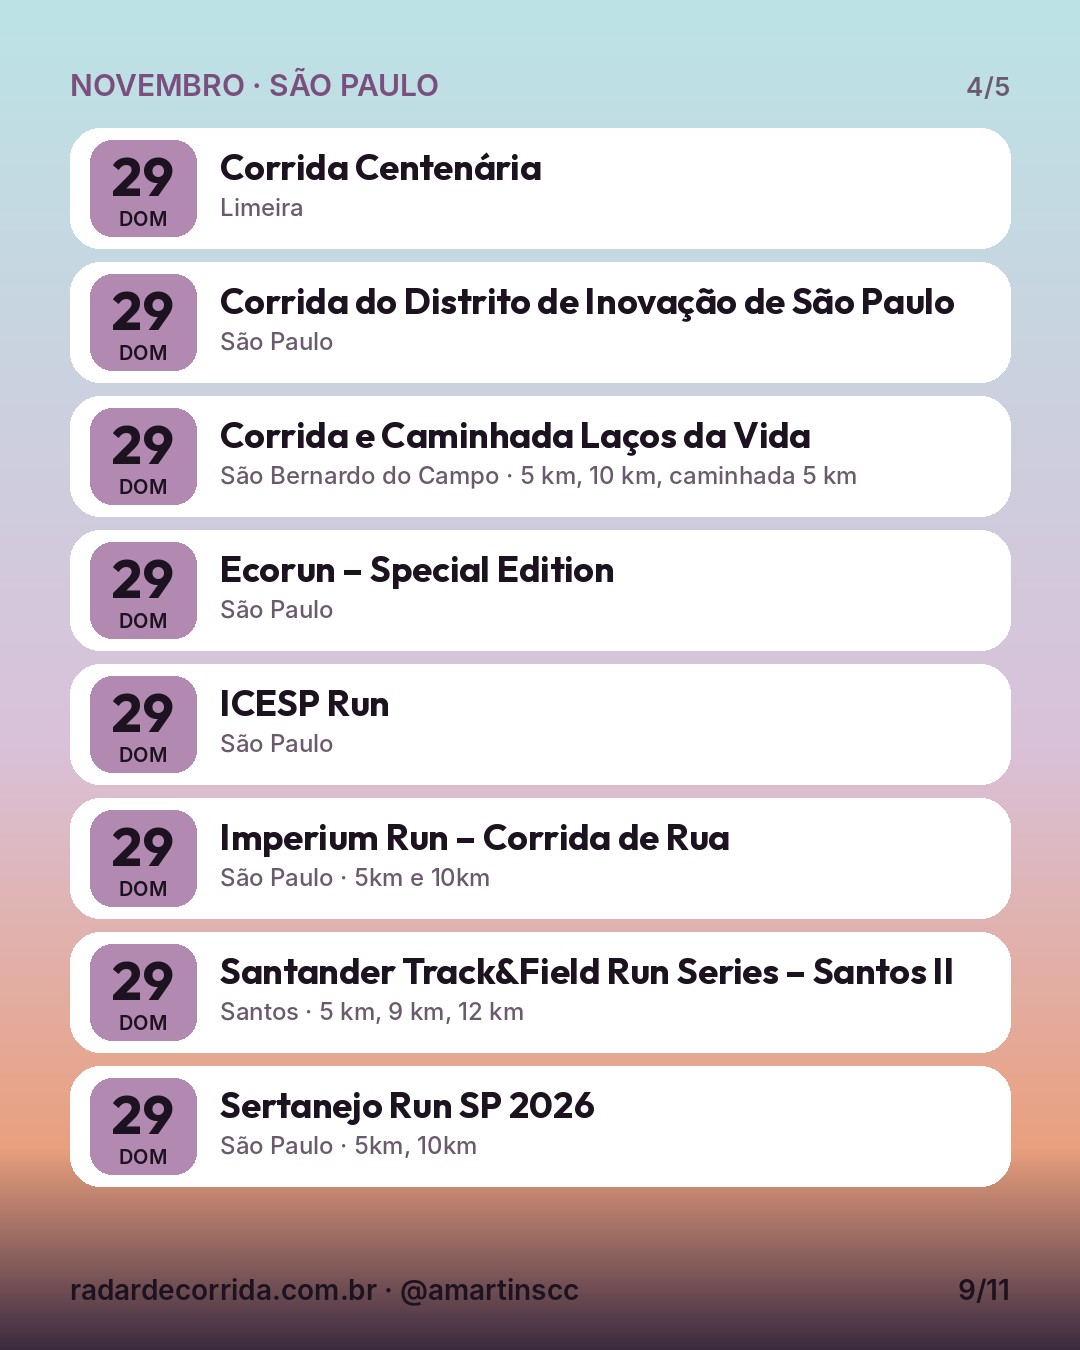 NOVEMBRO · SÃO PAULO
4/5
29
DOM
Corrida Centenária
Limeira
29
DOM
Corrida do Distrito de Inovação de São Paulo
São Paulo
29
DOM
Corrida e Caminhada Laços da Vida
São Bernardo do Campo · 5 km, 10 km, caminhada 5 km
29
DOM
Ecorun – Special Edition
São Paulo
29
DOM
ICESP Run
São Paulo
29
DOM
Imperium Run – Corrida de Rua
São Paulo · 5km e 10km
29
DOM
Santander Track&Field Run Series – Santos II
Santos · 5 km, 9 km, 12 km
29
DOM
Sertanejo Run SP 2026
São Paulo · 5km, 10km
radardecorrida.com.br · @amartinscc
9/11